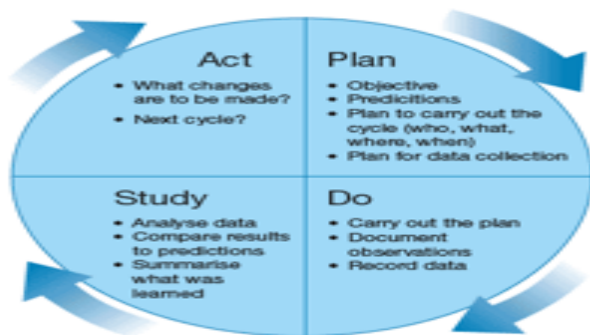 Act
• What changes
are to be made?
• Next cycle?
Plan
• Objective
• Predicitions
• Plan to carry out the
cycle (who, what,
where, when)
• Plan for data collection
Study
• Analyse data
• Compare results
to predictions
• Summarise
what was
learned
Do
• Carry out the plan
• Document
observations
• Record data